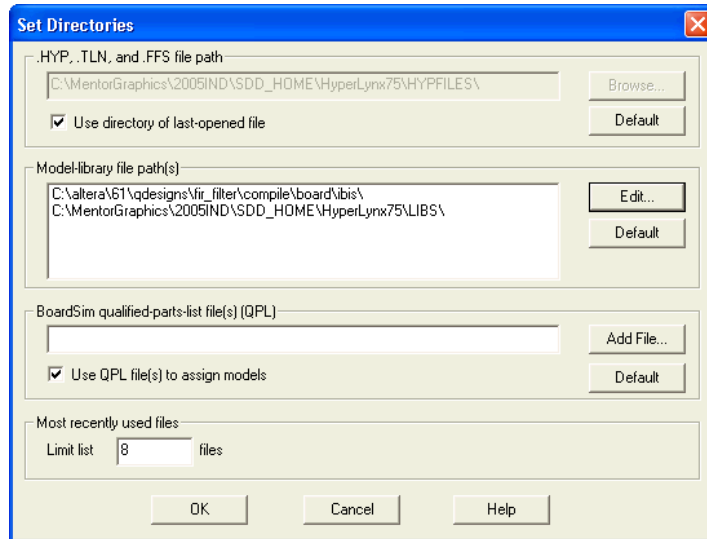 Set Directories
.HYP, .TLN, and .FFS file path
C:\MentorGraphics\2005IND\SDD_HOME\HyperLynx75\HYPFILES\
Browse...
Use directory of last-opened file
Default
Model-library file path(s)
C:\altera\61\qdesigns\fir_filter\compile\board\ibis\
C:\MentorGraphics\2005IND\SDD_HOME\HyperLynx75\LIBS\
Edit...
Default
BoardSim qualified-parts-list file(s) (QPL)
Add File...
Use QPL file(s) to assign models
Default
Most recently used files
Limit list 8 files
OK Cancel Help